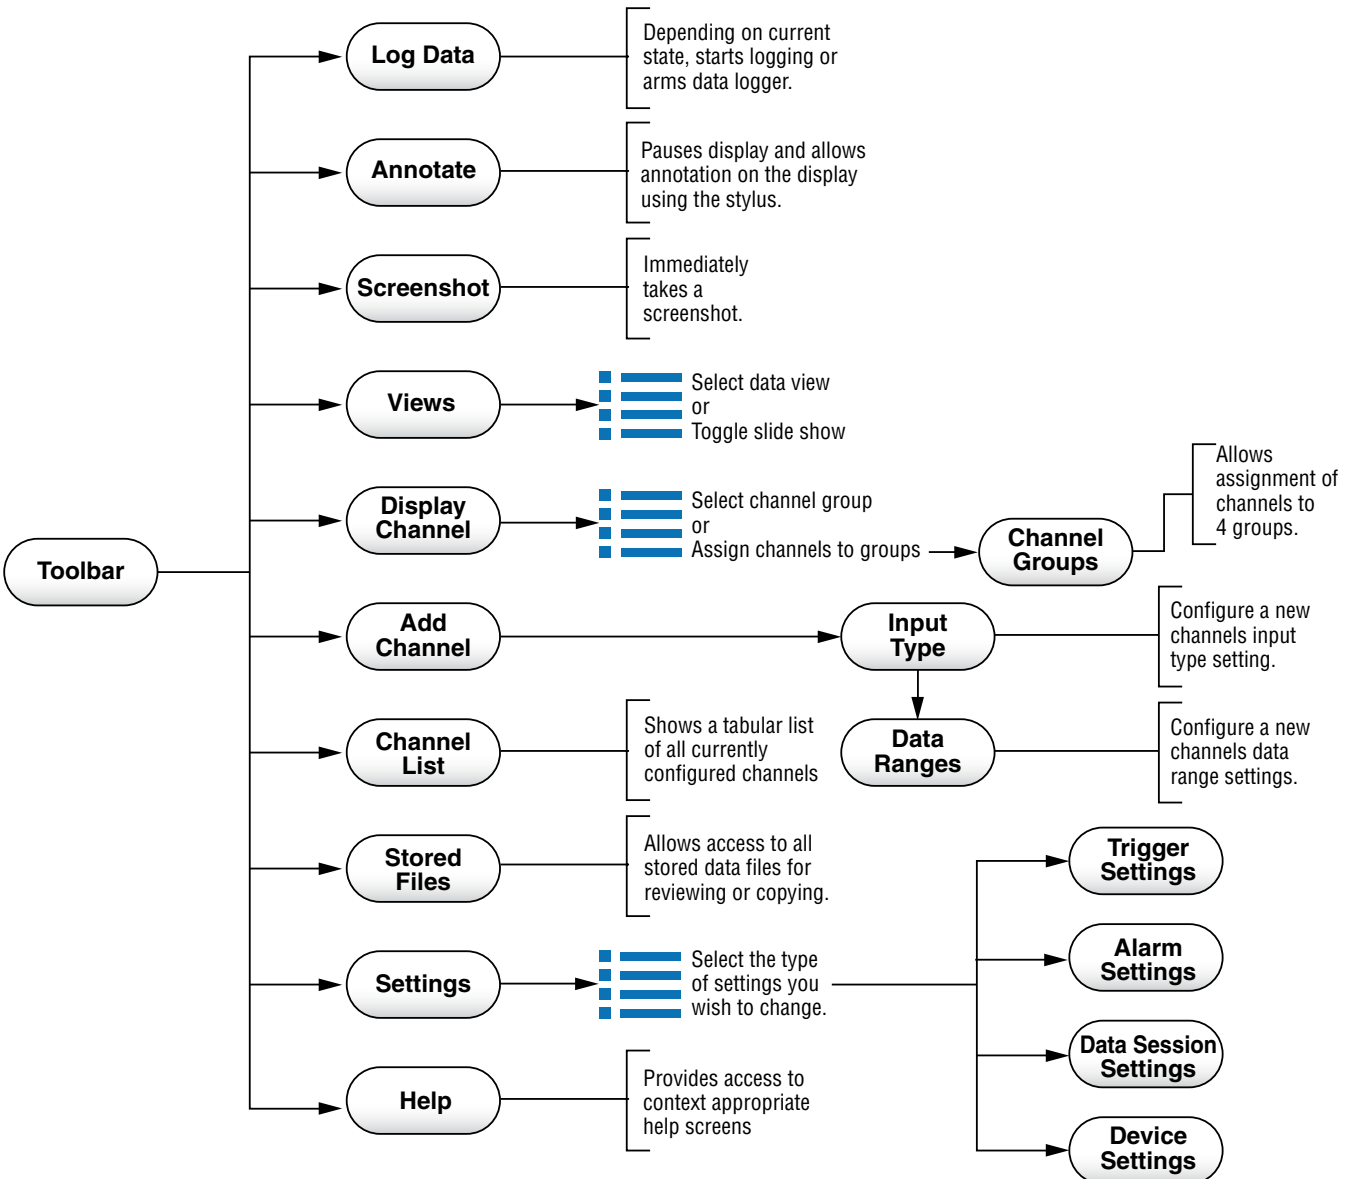 Log Data
Depending on current
state, starts logging or
arms data logger.
Annotate
Pauses display and allows
annotation on the display
using the stylus.
Screenshot
Immediately
takes a
screenshot.
Views
Select data view
or
Toggle slide show
Display
Channel
Select channel group
or
Assign channels to groups
Channel
Groups
Allows
assignment of
channels to
4 groups.
Toolbar
Add
Channel
Input
Type
Configure a new
channels input
type setting.
Channel
List
Shows a tabular list
of all currently
configured channels
Data
Ranges
Configure a new
channels data
range settings.
Stored
Files
Allows access to all
stored data files for
reviewing or copying.
Settings
Select the type
of settings you
wish to change.
Trigger
Settings
Alarm
Settings
Data Session
Settings
Device
Settings
Help
Provides access to
context appropriate
help screens